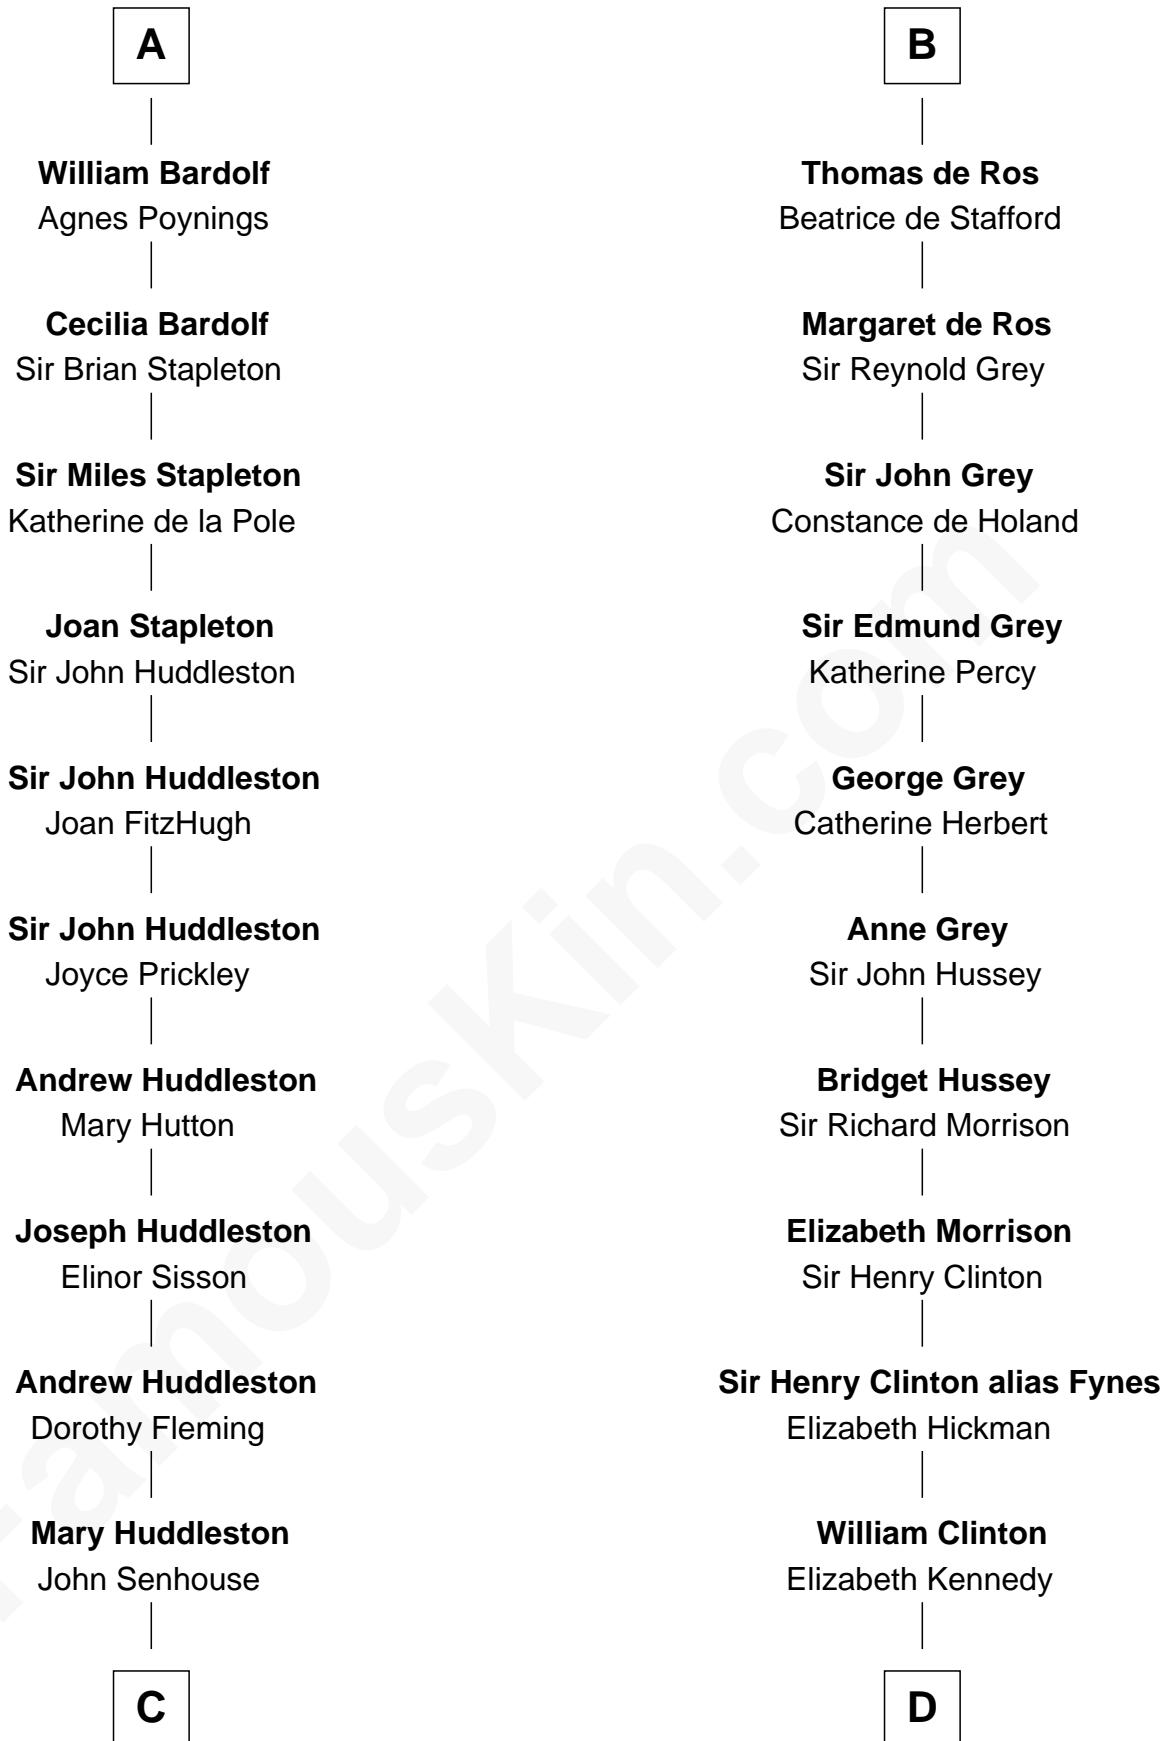 A
William Bardolf
Agnes Poynings
Cecilia Bardolf
Sir Brian Stapleton
Sir Miles Stapleton
Katherine de la Pole
Joan Stapleton
Sir John Huddleston
Sir John Huddleston
Joan FitzHugh
Sir John Huddleston
Joyce Prickley
Andrew Huddleston
Mary Hutton
Joseph Huddleston
Elinor Sisson
Andrew Huddleston
Dorothy Fleming
Mary Huddleston
John Senhouse
C
B
Thomas de Ros
Beatrice de Stafford
Margaret de Ros
Sir Reynold Grey
Sir John Grey
Constance de Holand
Sir Edmund Grey
Katherine Percy
George Grey
Catherine Herbert
Anne Grey
Sir John Hussey
Bridget Hussey
Sir Richard Morrison
Elizabeth Morrison
Sir Henry Clinton
Sir Henry Clinton alias Fynes
Elizabeth Hickman
William Clinton
Elizabeth Kennedy
D
FamousKin.com